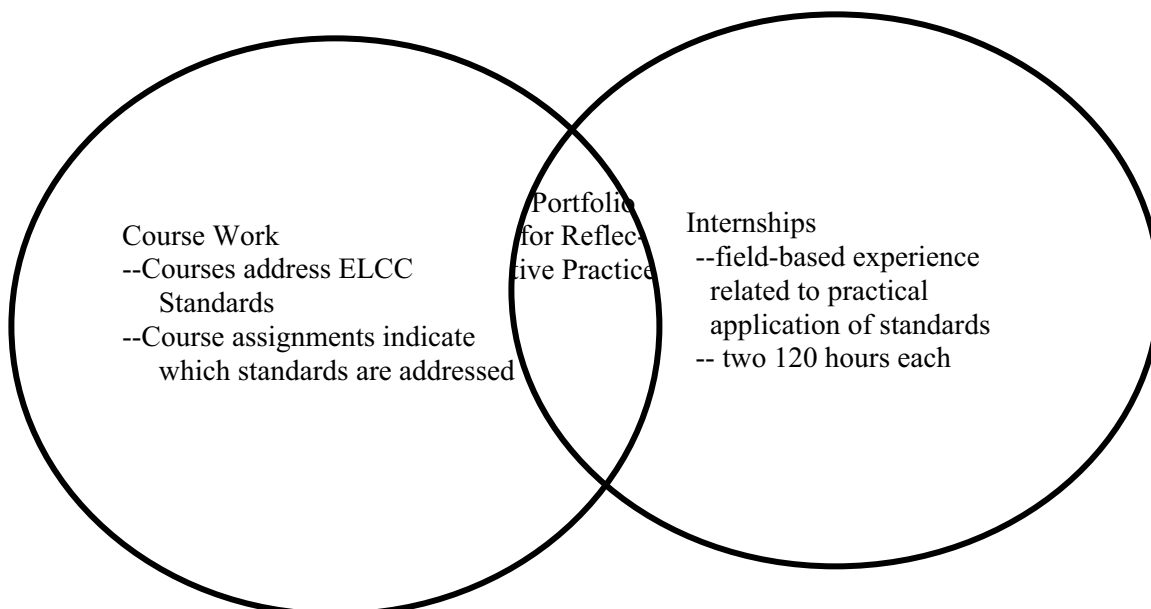 Course Work
--Courses address ELCC
Standards
--Course assignments indicate
which standards are addressed
Portfolio
for Reflec-
tive Practice
Internships
--field-based experience
related to practical
application of standards
-- two 120 hours each